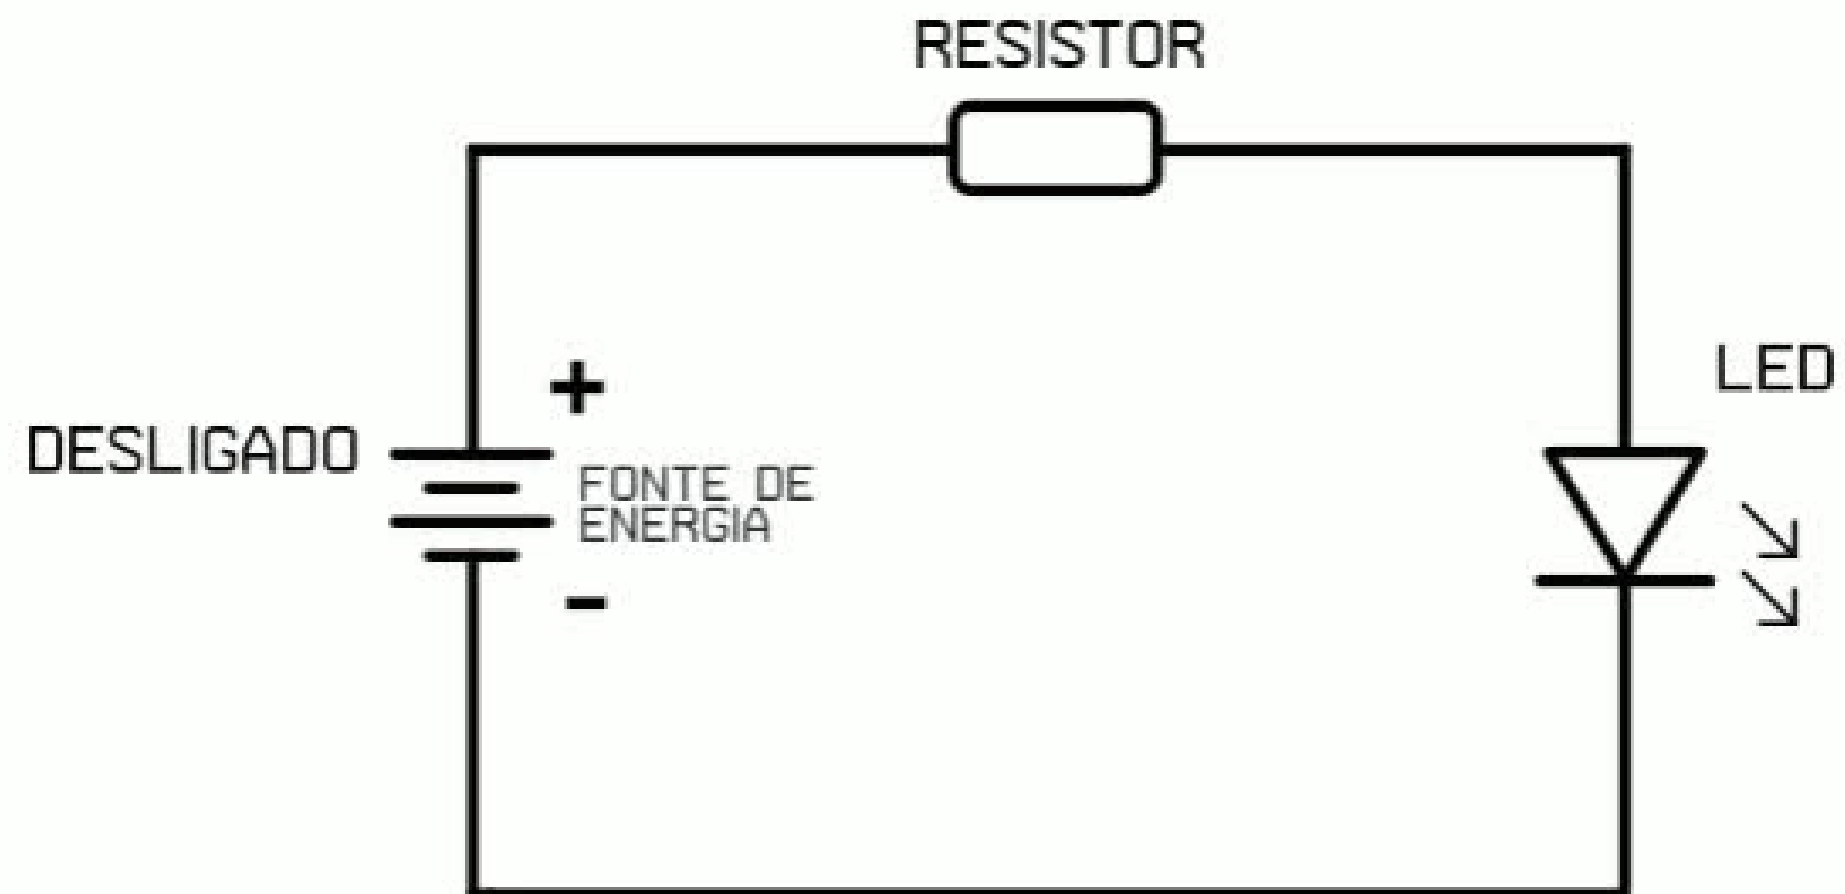 RESISTOR
LED
DESLIGADO
+
FONTE DE
ENERGIA
-